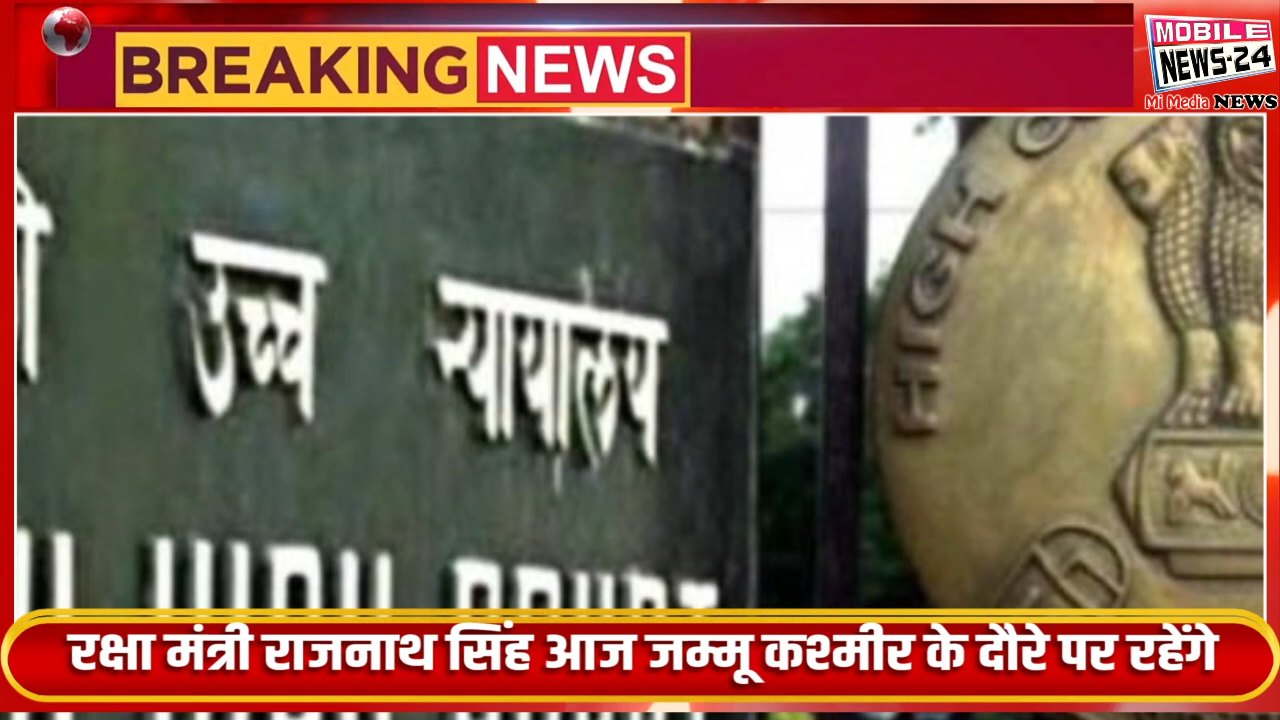 BREAKING NEWS
MOBILE
NEWS-24
Mi Media NEWS
उच्च न्यायालय
HIGH C
रक्षा मंत्री राजनाथ सिंह आज जम्मू कश्मीर के दौरे पर रहेंगे